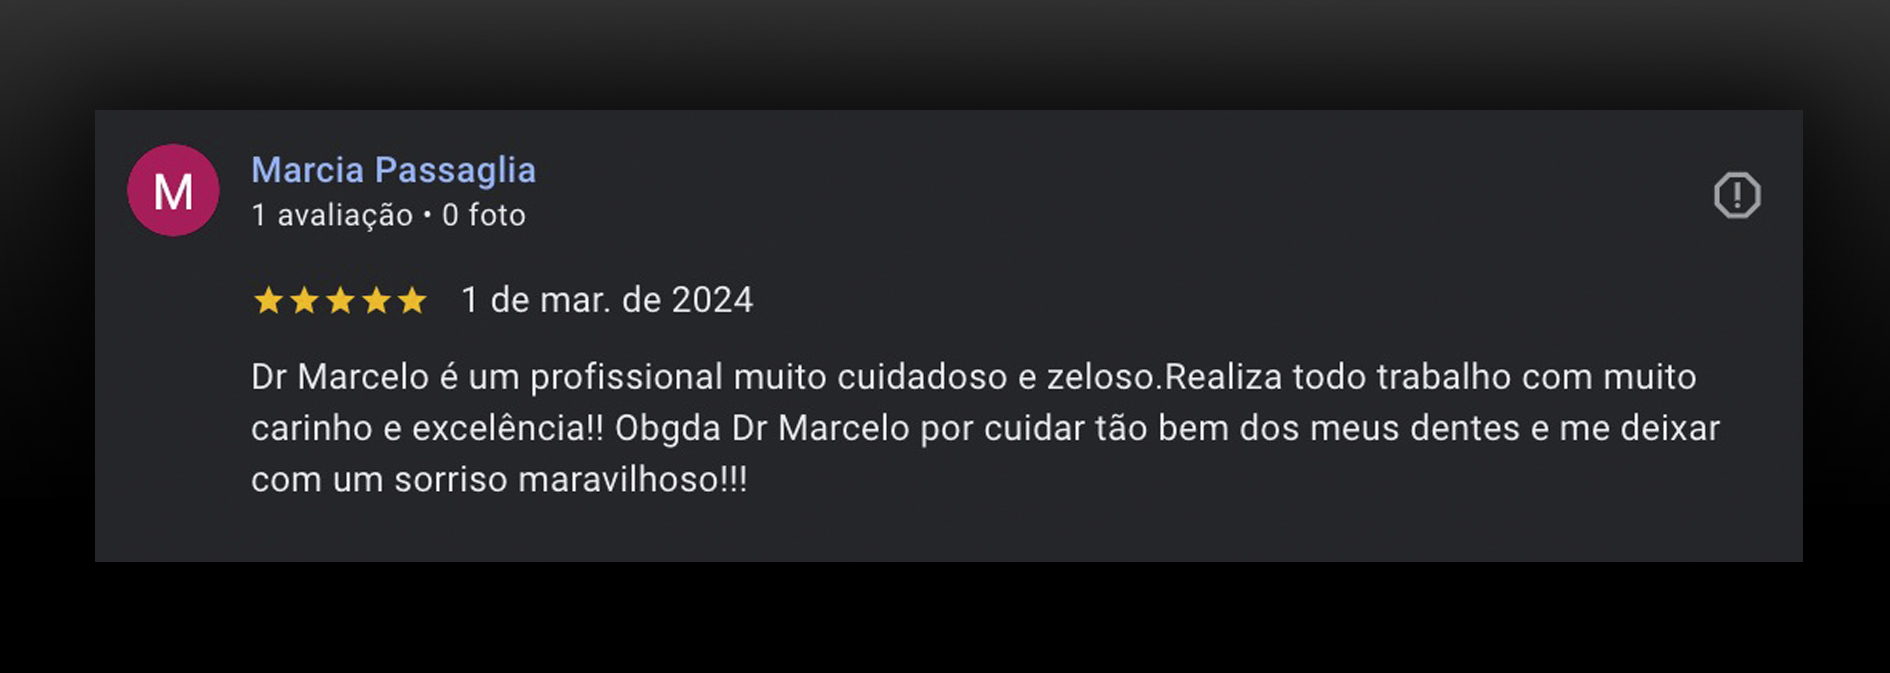 M
Marcia Passaglia
1 avaliação • 0 foto
1 de mar. de 2024
Dr Marcelo é um profissional muito cuidadoso e zeloso.Realiza todo trabalho com muito
carinho e excelência!! Obgda Dr Marcelo por cuidar tão bem dos meus dentes e me deixar
com um sorriso maravilhoso!!!